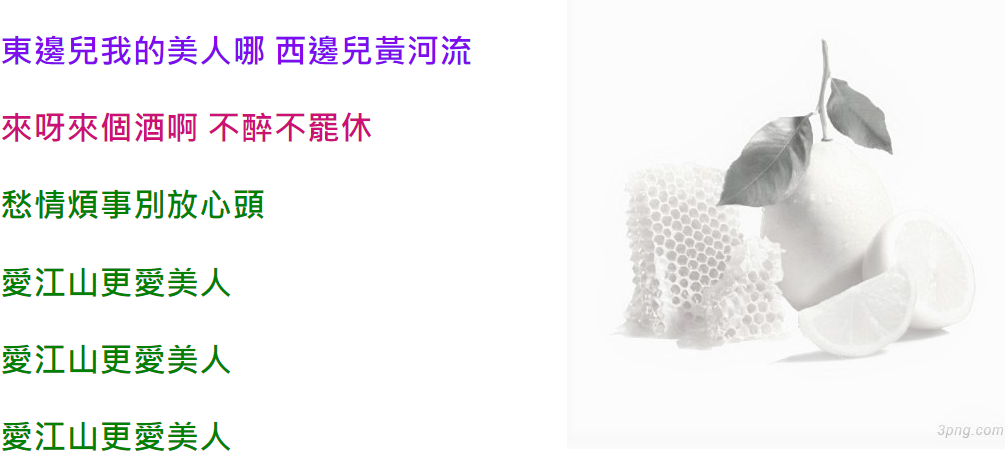 東邊兒我的美人哪 西邊兒黃河流
來呀來個酒啊 不醉不罷休
愁情煩事別放心頭
愛江山更愛美人
愛江山更愛美人
愛江山更愛美人
3png.com